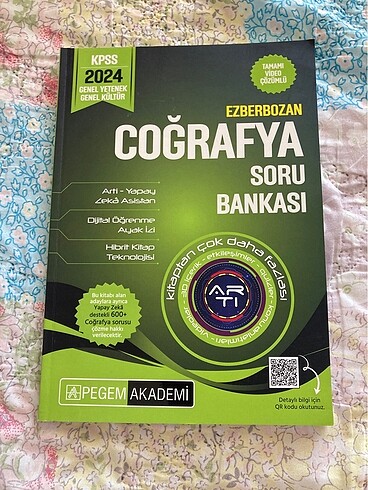 KPSS
2024
GENEL YETENEK
GENEL KÜLTÜR
TAMAMI
VİDEO
ÇÖZÜMLÜ
EZBERBOZAN
COĞRAFYA
SORU
BANKASI
Artı - Yapay
Zekâ Asistan
Dijital Öğrenme
Ayak İzi
Hibrit Kitap
Teknolojisi
kitaptan çok daha fazlası
ARTI
Bu kitabı alan
adaylara ayrıca
Yapay Zekâ
destekli 600+
Coğrafya sorusu
çözme hakkı
verilecektir.
PEGEM AKADEMİ
Detaylı bilgi için
QR kodu okutunuz.